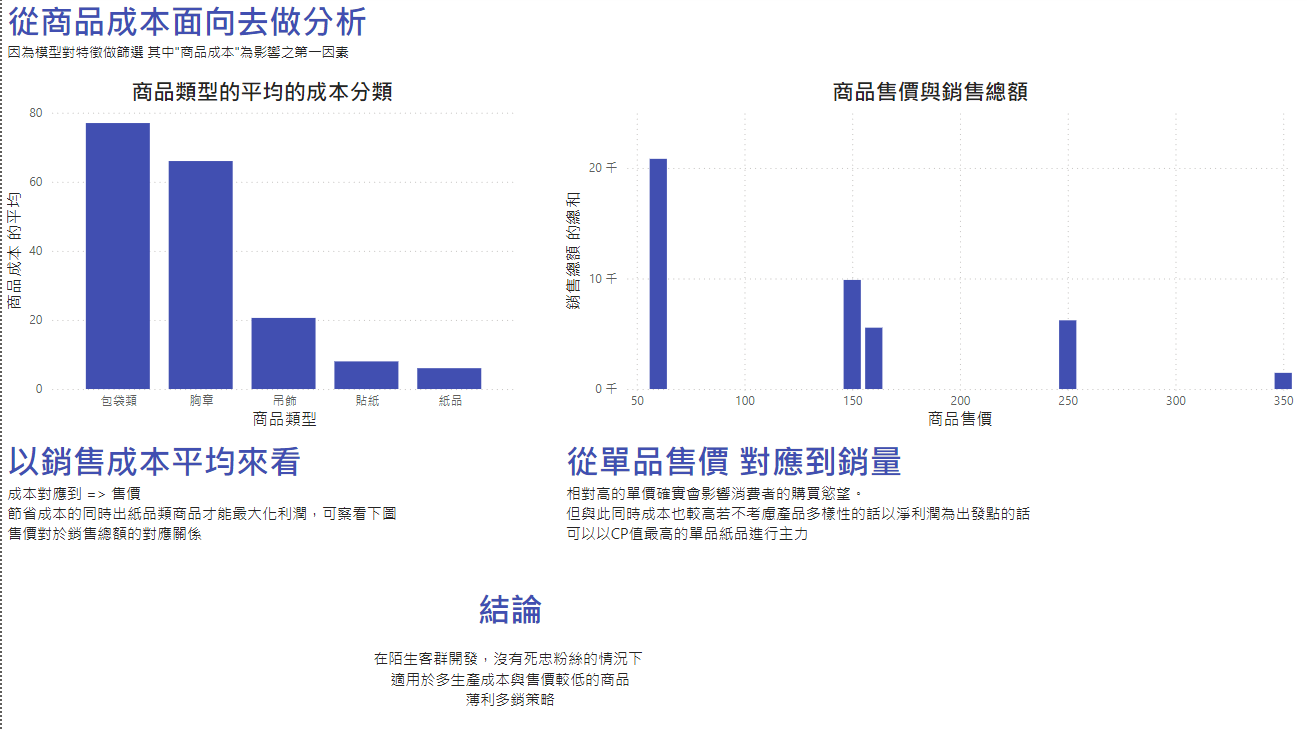 從商品成本面向去做分析
因為模型對特徵做篩選 其中"商品成本"為影響之第一因素
商品類型的平均的成本分類
商品成本 的平均
80
60
40
20
0
包袋類 胸章 吊飾 貼紙 紙品
商品類型
商品售價與銷售總額
銷售總額 的總和
20 千
10 千
0 千
50 100 150 200 250 300 350
商品售價
以銷售成本平均來看
成本對應到 => 售價
節省成本的同時出紙品類商品才能最大化利潤，可察看下圖
售價對於銷售總額的對應關係
從單品售價 對應到銷量
相對高的單價確實會影響消費者的購買慾望。
但與此同時成本也較高若不考慮產品多樣性的話以淨利潤為出發點的話
可以以CP值最高的單品紙品進行主力
結論
在陌生客群開發，沒有死忠粉絲的情況下
適用於多生產成本與售價較低的商品
薄利多銷策略